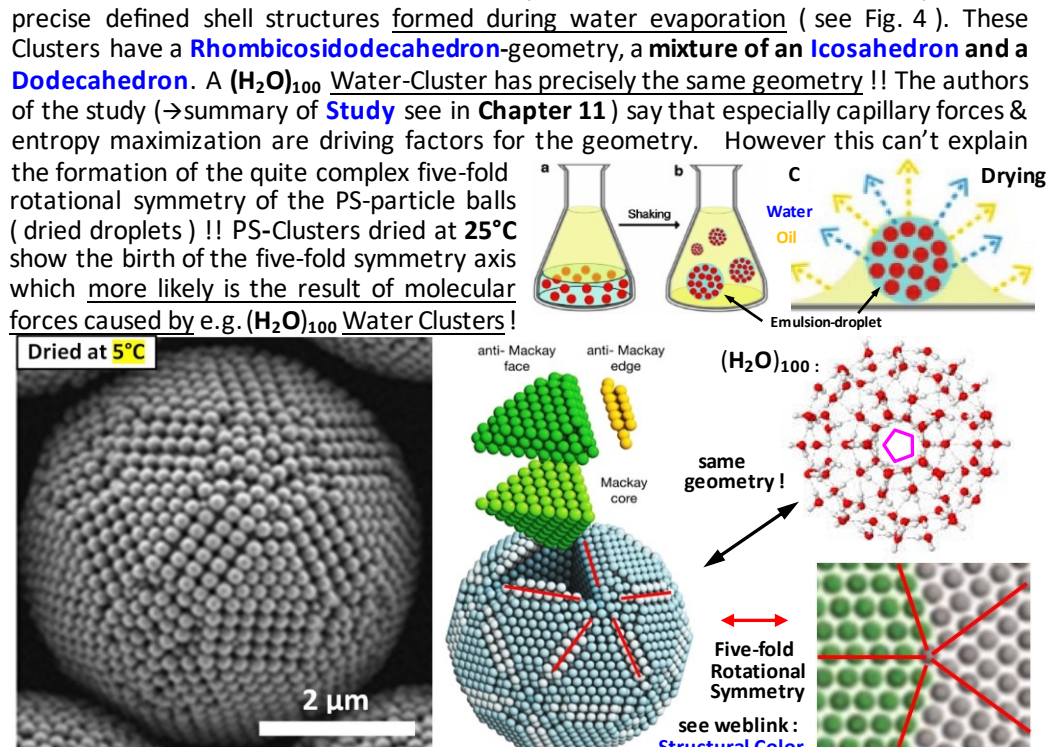 precise defined shell structures formed during water evaporation ( see Fig. 4 ). These
Clusters have a Rhombicosidodecahedron-geometry, a mixture of an Icosahedron and a
Dodecahedron. A (H₂O)₁₀₀ Water-Cluster has precisely the same geometry !! The authors
of the study (→summary of Study see in Chapter 11 ) say that especially capillary forces &
entropy maximization are driving factors for the geometry. However this can’t explain
the formation of the quite complex five-fold
rotational symmetry of the PS-particle balls
( dried droplets ) !! PS-Clusters dried at 25°C
show the birth of the five-fold symmetry axis
which more likely is the result of molecular
forces caused by e.g. (H₂O)₁₀₀ Water Clusters !
a
b
C
Drying
Shaking
Water
Oil
Emulsion-droplet
Dried at 5°C
2 µm
anti- Mackay
face
anti- Mackay
edge
Mackay
core
(H₂O)₁₀₀ :
same
geometry !
Five-fold
Rotational
Symmetry
see weblink :
Structural Color